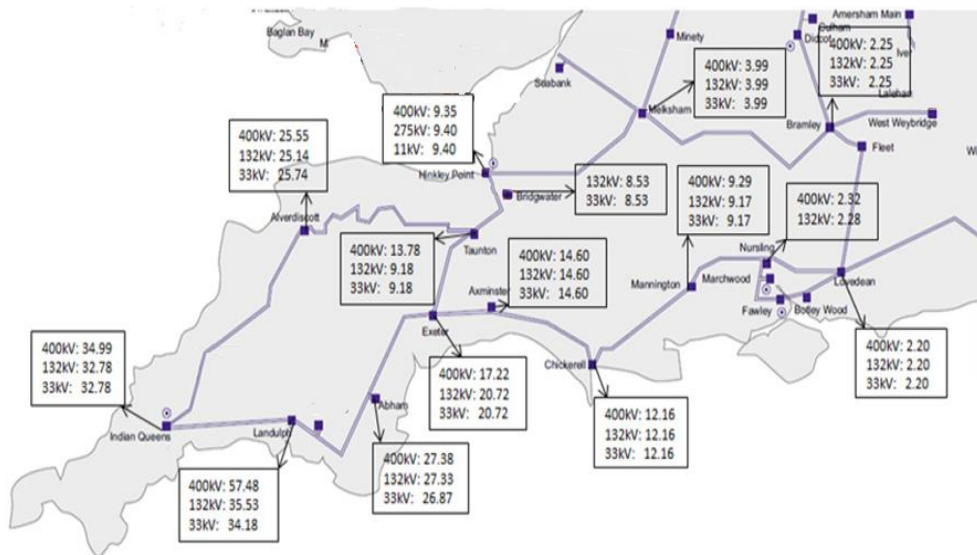 Baglan Bay
M
Amersham Main
Culham
Didcot
Iver
Minety
400kV: 2.25
132kV: 2.25
33kV: 2.25
Laleham
400kV: 3.99
132kV: 3.99
33kV: 3.99
Seabank
Melksham
Bramley
West Weybridge
Fleet
Wi
400kV: 9.35
275kV: 9.40
11kV: 9.40
400kV: 25.55
132kV: 25.14
33kV: 25.74
Hinkley Point
132kV: 8.53
33kV: 8.53
Bridgwater
400kV: 9.29
132kV: 9.17
33kV: 9.17
400kV: 2.32
132kV: 2.28
Alverdiscott
400kV: 13.78
132kV: 9.18
33kV: 9.18
Taunton
400kV: 14.60
132kV: 14.60
33kV: 14.60
Axminster
Nursling
Mannington
Marchwood
Lovedean
Fawley
Botley Wood
Exeter
400kV: 34.99
132kV: 32.78
33kV: 32.78
400kV: 17.22
132kV: 20.72
33kV: 20.72
Chickerell
400kV: 2.20
132kV: 2.20
33kV: 2.20
Abham
Indian Queens
Landulph
400kV: 12.16
132kV: 12.16
33kV: 12.16
400kV: 27.38
132kV: 27.33
33kV: 26.87
400kV: 57.48
132kV: 35.53
33kV: 34.18